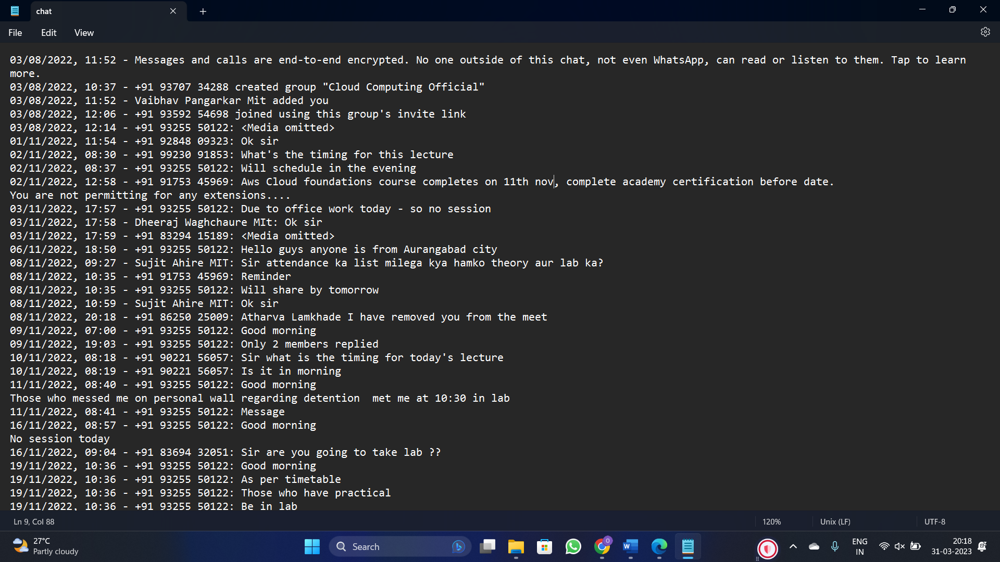 chat
File Edit View
03/08/2022, 11:52 - Messages and calls are end-to-end encrypted. No one outside of this chat, not even WhatsApp, can read or listen to them. Tap to learn
more.
03/08/2022, 10:37 - +91 93707 34288 created group "Cloud Computing Official"
03/08/2022, 11:52 - Vaibhav Pangarkar Mit added you
03/08/2022, 12:06 - +91 93592 54698 joined using this group's invite link
03/08/2022, 12:14 - +91 93255 50122: <Media omitted>
01/11/2022, 11:54 - +91 92848 09323: Ok sir
02/11/2022, 08:30 - +91 99230 91853: What's the timing for this lecture
02/11/2022, 08:37 - +91 93255 50122: Will schedule in the evening
02/11/2022, 12:58 - +91 91753 45969: Aws Cloud foundations course completes on 11th nov, complete academy certification before date.
You are not permitting for any extensions....
03/11/2022, 17:57 - +91 93255 50122: Due to office work today - so no session
03/11/2022, 17:58 - Dheeraj Waghchaure MIt: Ok sir
03/11/2022, 17:59 - +91 83294 15189: <Media omitted>
06/11/2022, 18:50 - +91 93255 50122: Hello guys anyone is from Aurangabad city
08/11/2022, 09:27 - Sujit Ahire MIT: Sir attendance ka list milega kya hamko theory aur lab ka?
08/11/2022, 10:35 - +91 91753 45969: Reminder
08/11/2022, 10:35 - +91 93255 50122: Will share by tomorrow
08/11/2022, 10:59 - Sujit Ahire MIT: Ok sir
08/11/2022, 20:18 - +91 86250 25009: Atharva Lamkhade I have removed you from the meet
09/11/2022, 07:00 - +91 93255 50122: Good morning
09/11/2022, 19:03 - +91 93255 50122: Only 2 members replied
10/11/2022, 08:18 - +91 90221 56057: Sir what is the timing for today's lecture
10/11/2022, 08:19 - +91 90221 56057: Is it in morning
11/11/2022, 08:40 - +91 93255 50122: Good morning
Those who messed me on personal wall regarding detention  met me at 10:30 in lab
11/11/2022, 08:41 - +91 93255 50122: Message
16/11/2022, 08:57 - +91 93255 50122: Good morning
No session today
16/11/2022, 09:04 - +91 83694 32051: Sir are you going to take lab ??
19/11/2022, 10:36 - +91 93255 50122: Good morning
19/11/2022, 10:36 - +91 93255 50122: As per timetable
19/11/2022, 10:36 - +91 93255 50122: Those who have practical
19/11/2022, 10:36 - +91 93255 50122: Be in lab
Ln 9, Col 88 120% Unix (LF) UTF-8
27°C
Partly cloudy
Search
0
W
ENG
IN
20:18
31-03-2023